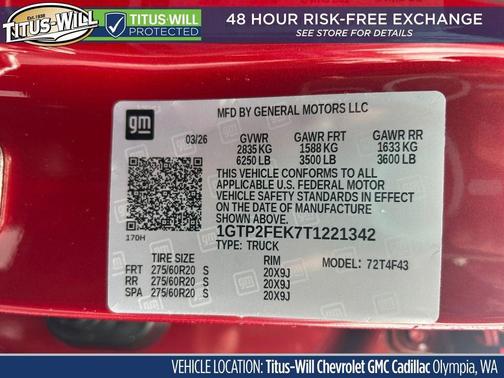 TITUS-WILL
TITUS-WILL
PROTECTED
48 HOUR RISK-FREE EXCHANGE
SEE STORE FOR DETAILS
gm
MFD BY GENERAL MOTORS LLC
03/26
GVWR GAWR FRT GAWR RR
2835 KG 1588 KG 1633 KG
6250 LB 3500 LB 3600 LB
THIS VEHICLE CONFORMS TO ALL
APPLICABLE U.S. FEDERAL MOTOR
VEHICLE SAFETY STANDARDS IN EFFECT
ON THE DATE OF MANUFACTURE
SHOWN ABOVE.
1GTP2FEK7T1221342
170H
TYPE: TRUCK
TIRE SIZE RIM MODEL: 72T4F43
FRT 275/60R20 S 20X9J
RR 275/60R20 S 20X9J
SPA 275/60R20 S 20X9J
VEHICLE LOCATION: Titus-Will Chevrolet GMC Cadillac Olympia, WA